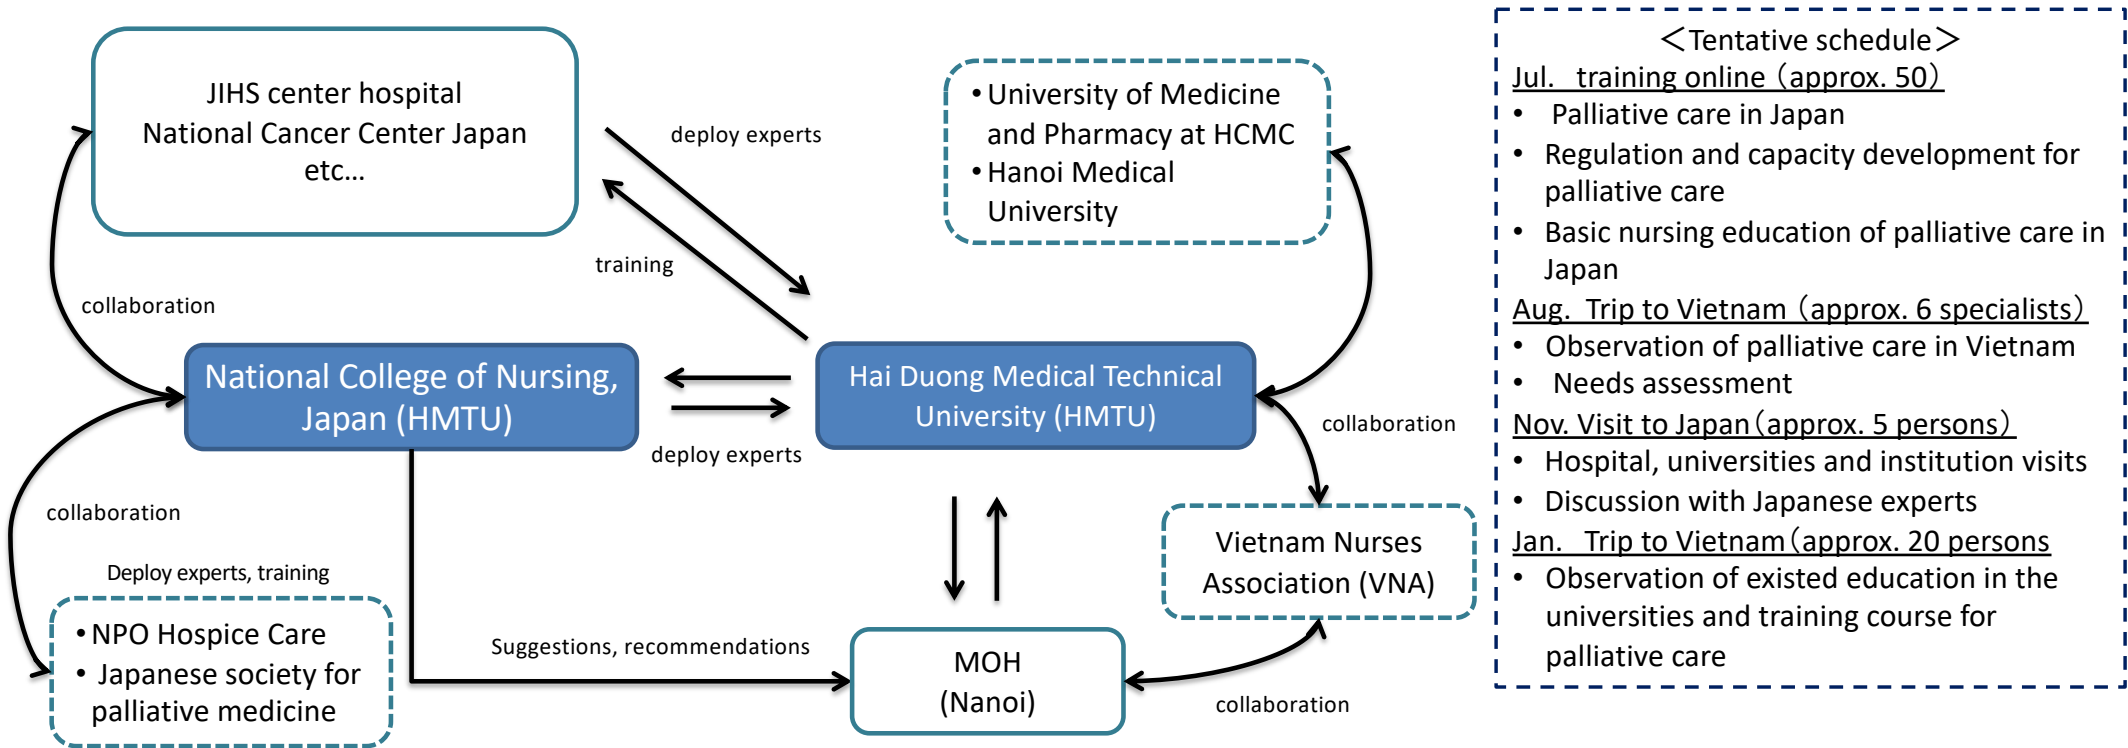 JIHS center hospital
National Cancer Center Japan
etc...
deploy experts
training
collaboration
• University of Medicine
and Pharmacy at HCMC
• Hanoi Medical
University
National College of Nursing,
Japan (HMTU)
deploy experts
Hai Duong Medical Technical
University (HMTU)
collaboration
collaboration
Deploy experts, training
• NPO Hospice Care
• Japanese society for
palliative medicine
Suggestions, recommendations
MOH
(Nanoi)
Vietnam Nurses
Association (VNA)
collaboration
＜Tentative schedule＞
Jul. training online（approx. 50）
• Palliative care in Japan
• Regulation and capacity development for
palliative care
• Basic nursing education of palliative care in
Japan
Aug. Trip to Vietnam（approx. 6 specialists）
• Observation of palliative care in Vietnam
• Needs assessment
Nov. Visit to Japan（approx. 5 persons）
• Hospital, universities and institution visits
• Discussion with Japanese experts
Jan. Trip to Vietnam（approx. 20 persons
• Observation of existed education in the
universities and training course for
palliative care